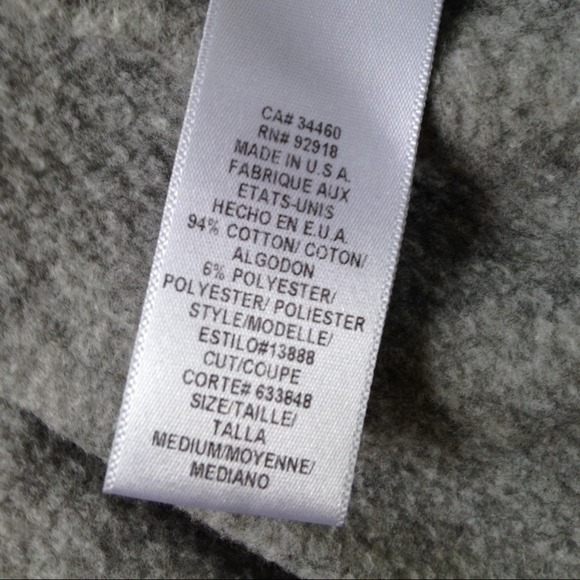 CA# 34460
RN# 92918
MADE IN U.S.A.
FABRIQUE AUX
ETATS-UNIS
HECHO EN E.U.A.
94% COTTON/ COTON/
ALGODON
6% POLYESTER/
POLYESTER/ POLIESTER
STYLE/MODELLE/
ESTILO#13888
CUT/COUPE
CORTE# 633848
SIZE/TAILLE/
TALLA
MEDIUM/MOYENNE/
MEDIANO